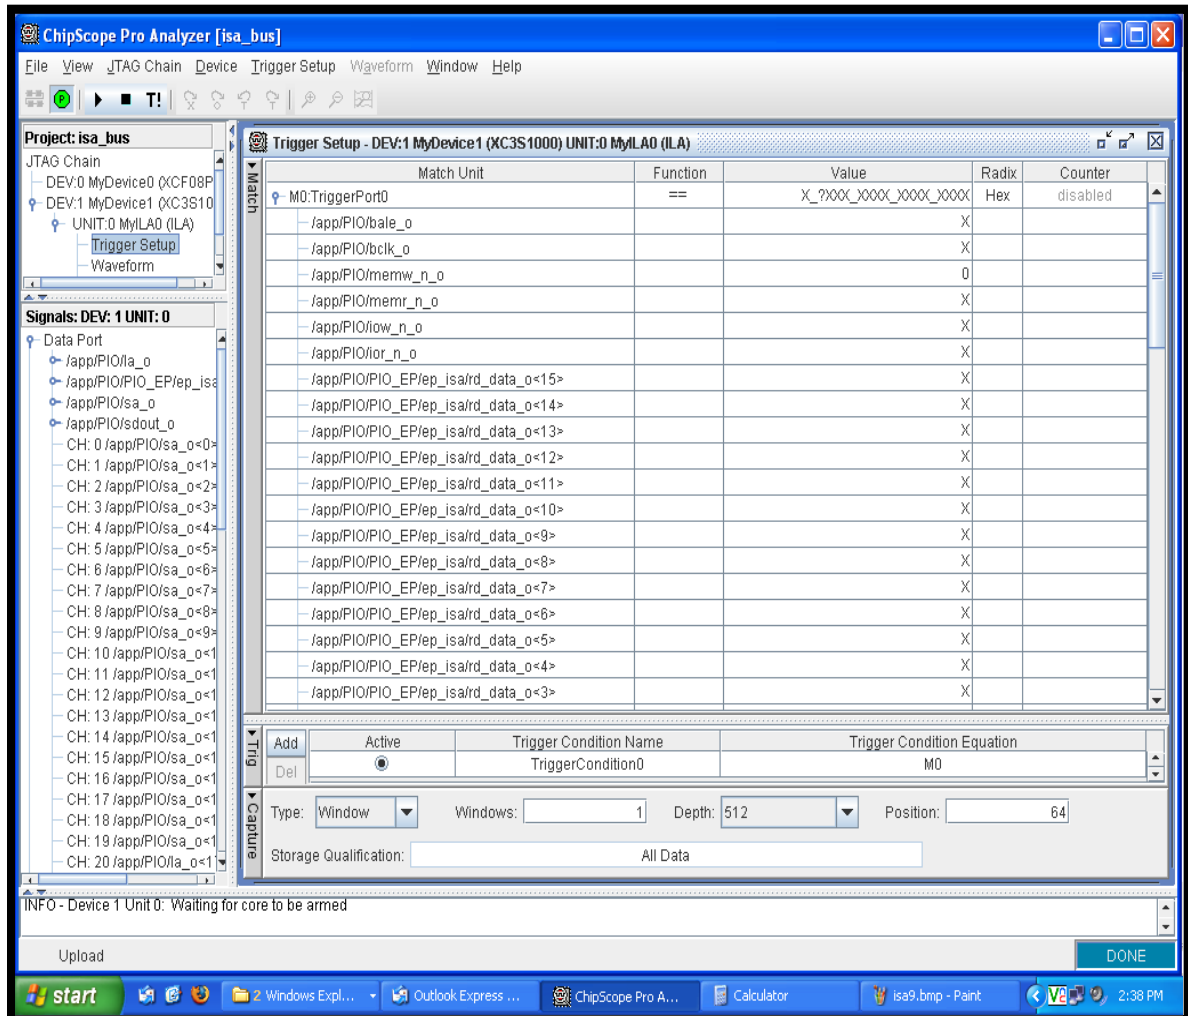 ChipScope Pro Analyzer [isa_bus]
File View JTAG Chain Device Trigger Setup Waveform Window Help
T!
Project: isa_bus
JTAG Chain
DEV:0 MyDevice0 (XCF08P
DEV:1 MyDevice1 (XC3S10
UNIT:0 MyILA0 (ILA)
Trigger Setup
Waveform
Signals: DEV: 1 UNIT: 0
Data Port
/app/PIO/la_o
/app/PIO/PIO_EP/ep_isa
/app/PIO/sa_o
/app/PIO/sdout_o
CH: 0 /app/PIO/sa_o<0>
CH: 1 /app/PIO/sa_o<1>
CH: 2 /app/PIO/sa_o<2>
CH: 3 /app/PIO/sa_o<3>
CH: 4 /app/PIO/sa_o<4>
CH: 5 /app/PIO/sa_o<5>
CH: 6 /app/PIO/sa_o<6>
CH: 7 /app/PIO/sa_o<7>
CH: 8 /app/PIO/sa_o<8>
CH: 9 /app/PIO/sa_o<9>
CH: 10 /app/PIO/sa_o<1
CH: 11 /app/PIO/sa_o<1
CH: 12 /app/PIO/sa_o<1
CH: 13 /app/PIO/sa_o<1
CH: 14 /app/PIO/sa_o<1
CH: 15 /app/PIO/sa_o<1
CH: 16 /app/PIO/sa_o<1
CH: 17 /app/PIO/sa_o<1
CH: 18 /app/PIO/sa_o<1
CH: 19 /app/PIO/sa_o<1
CH: 20 /app/PIO/la_o<17
Trigger Setup - DEV:1 MyDevice1 (XC3S1000) UNIT:0 MyILA0 (ILA)
Match
Match Unit Function Value Radix Counter
M0:TriggerPort0 == X_?XXX_XXXX_XXXX_XXXX Hex disabled
/app/PIO/bale_o X
/app/PIO/bclk_o X
/app/PIO/memw_n_o 0
/app/PIO/memr_n_o X
/app/PIO/iow_n_o X
/app/PIO/ior_n_o X
/app/PIO/PIO_EP/ep_isa/rd_data_o<15> X
/app/PIO/PIO_EP/ep_isa/rd_data_o<14> X
/app/PIO/PIO_EP/ep_isa/rd_data_o<13> X
/app/PIO/PIO_EP/ep_isa/rd_data_o<12> X
/app/PIO/PIO_EP/ep_isa/rd_data_o<11> X
/app/PIO/PIO_EP/ep_isa/rd_data_o<10> X
/app/PIO/PIO_EP/ep_isa/rd_data_o<9> X
/app/PIO/PIO_EP/ep_isa/rd_data_o<8> X
/app/PIO/PIO_EP/ep_isa/rd_data_o<7> X
/app/PIO/PIO_EP/ep_isa/rd_data_o<6> X
/app/PIO/PIO_EP/ep_isa/rd_data_o<5> X
/app/PIO/PIO_EP/ep_isa/rd_data_o<4> X
/app/PIO/PIO_EP/ep_isa/rd_data_o<3> X
Trig
Add Active Trigger Condition Name Trigger Condition Equation
Del TriggerCondition0 M0
Capture
Type: Window Windows: 1 Depth: 512 Position: 64
Storage Qualification: All Data
INFO - Device 1 Unit 0: Waiting for core to be armed
Upload DONE
start 2 Windows Expl... Outlook Express ... ChipScope Pro A... Calculator isa9.bmp - Paint V2 2:38 PM